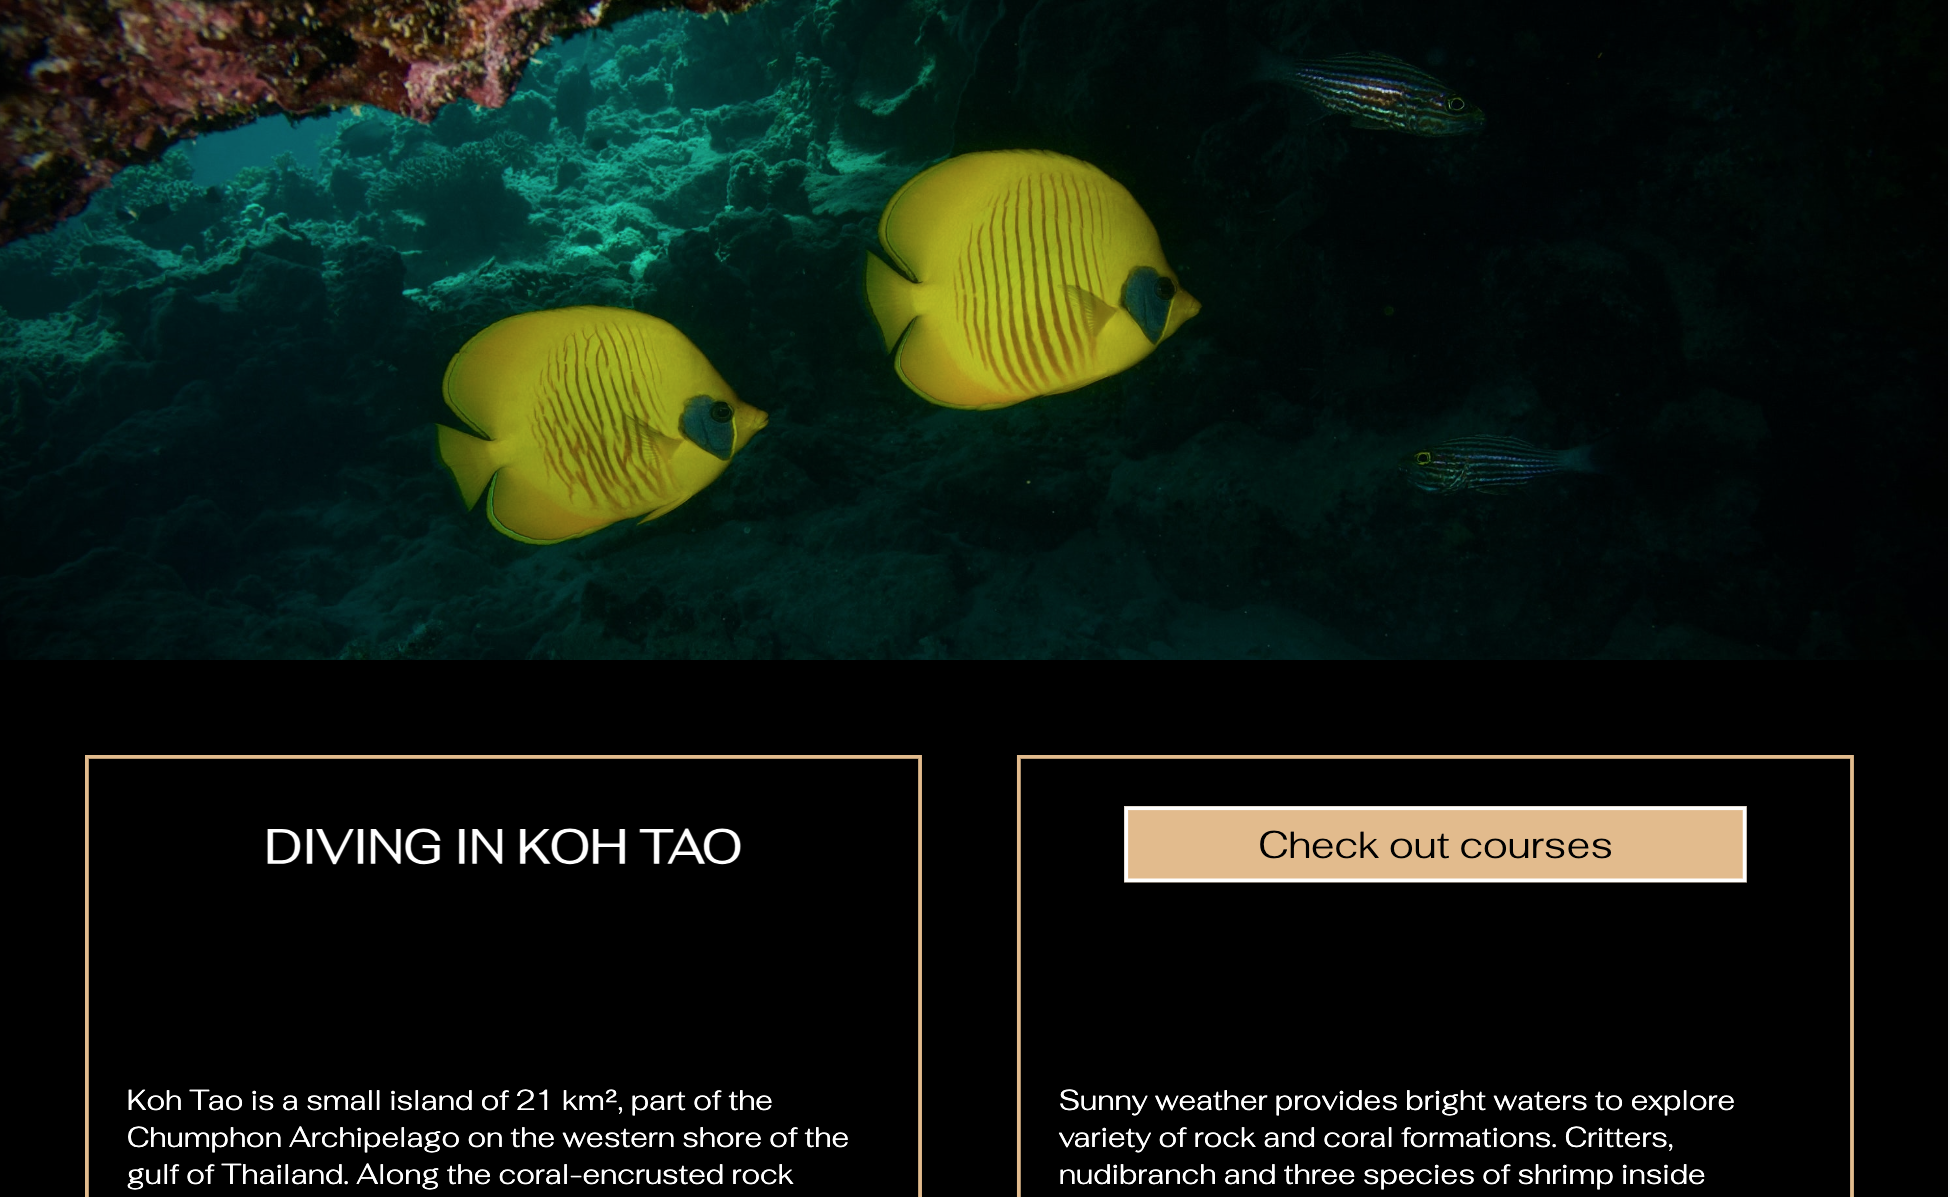 DIVING IN KOH TAO
Koh Tao is a small island of 21 km², part of the
Chumphon Archipelago on the western shore of the
gulf of Thailand. Along the coral-encrusted rock
Check out courses
Sunny weather provides bright waters to explore
variety of rock and coral formations. Critters,
nudibranch and three species of shrimp inside